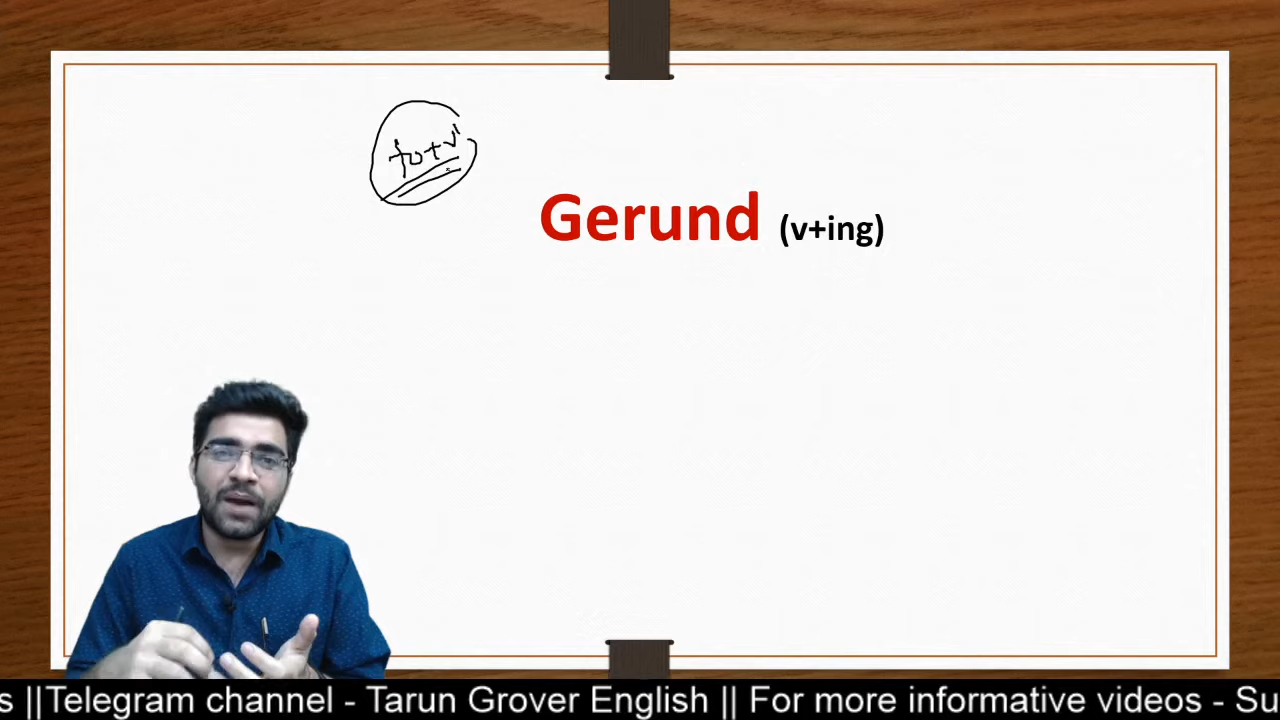 to+v1
Gerund (v+ing)
s ||Telegram channel - Tarun Grover English || For more informative videos - Su